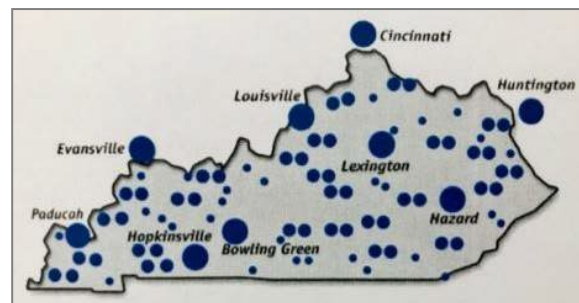 Cincinnati
Huntington
Louisville
Evansville
Lexington
Paducah
Hazard
Hopkinsville
Bowling Green